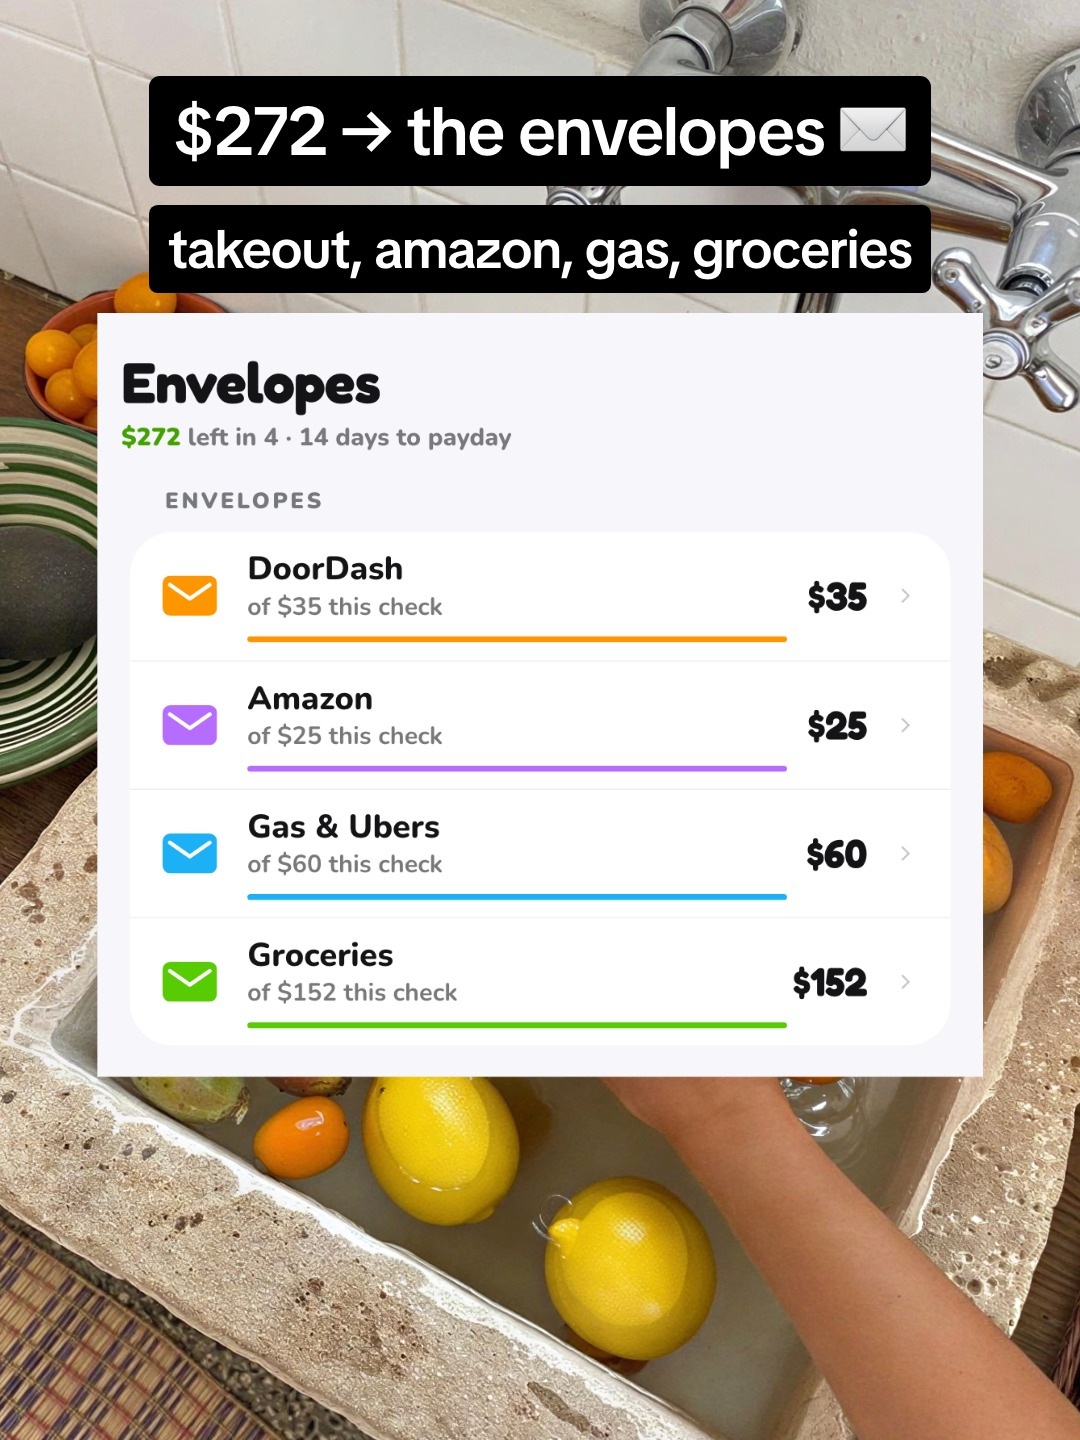 $272 → the envelopes ✉️
takeout, amazon, gas, groceries
Envelopes
$272 left in 4 · 14 days to payday
ENVELOPES
DoorDash
of $35 this check
$35
Amazon
of $25 this check
$25
Gas & Ubers
of $60 this check
$60
Groceries
of $152 this check
$152